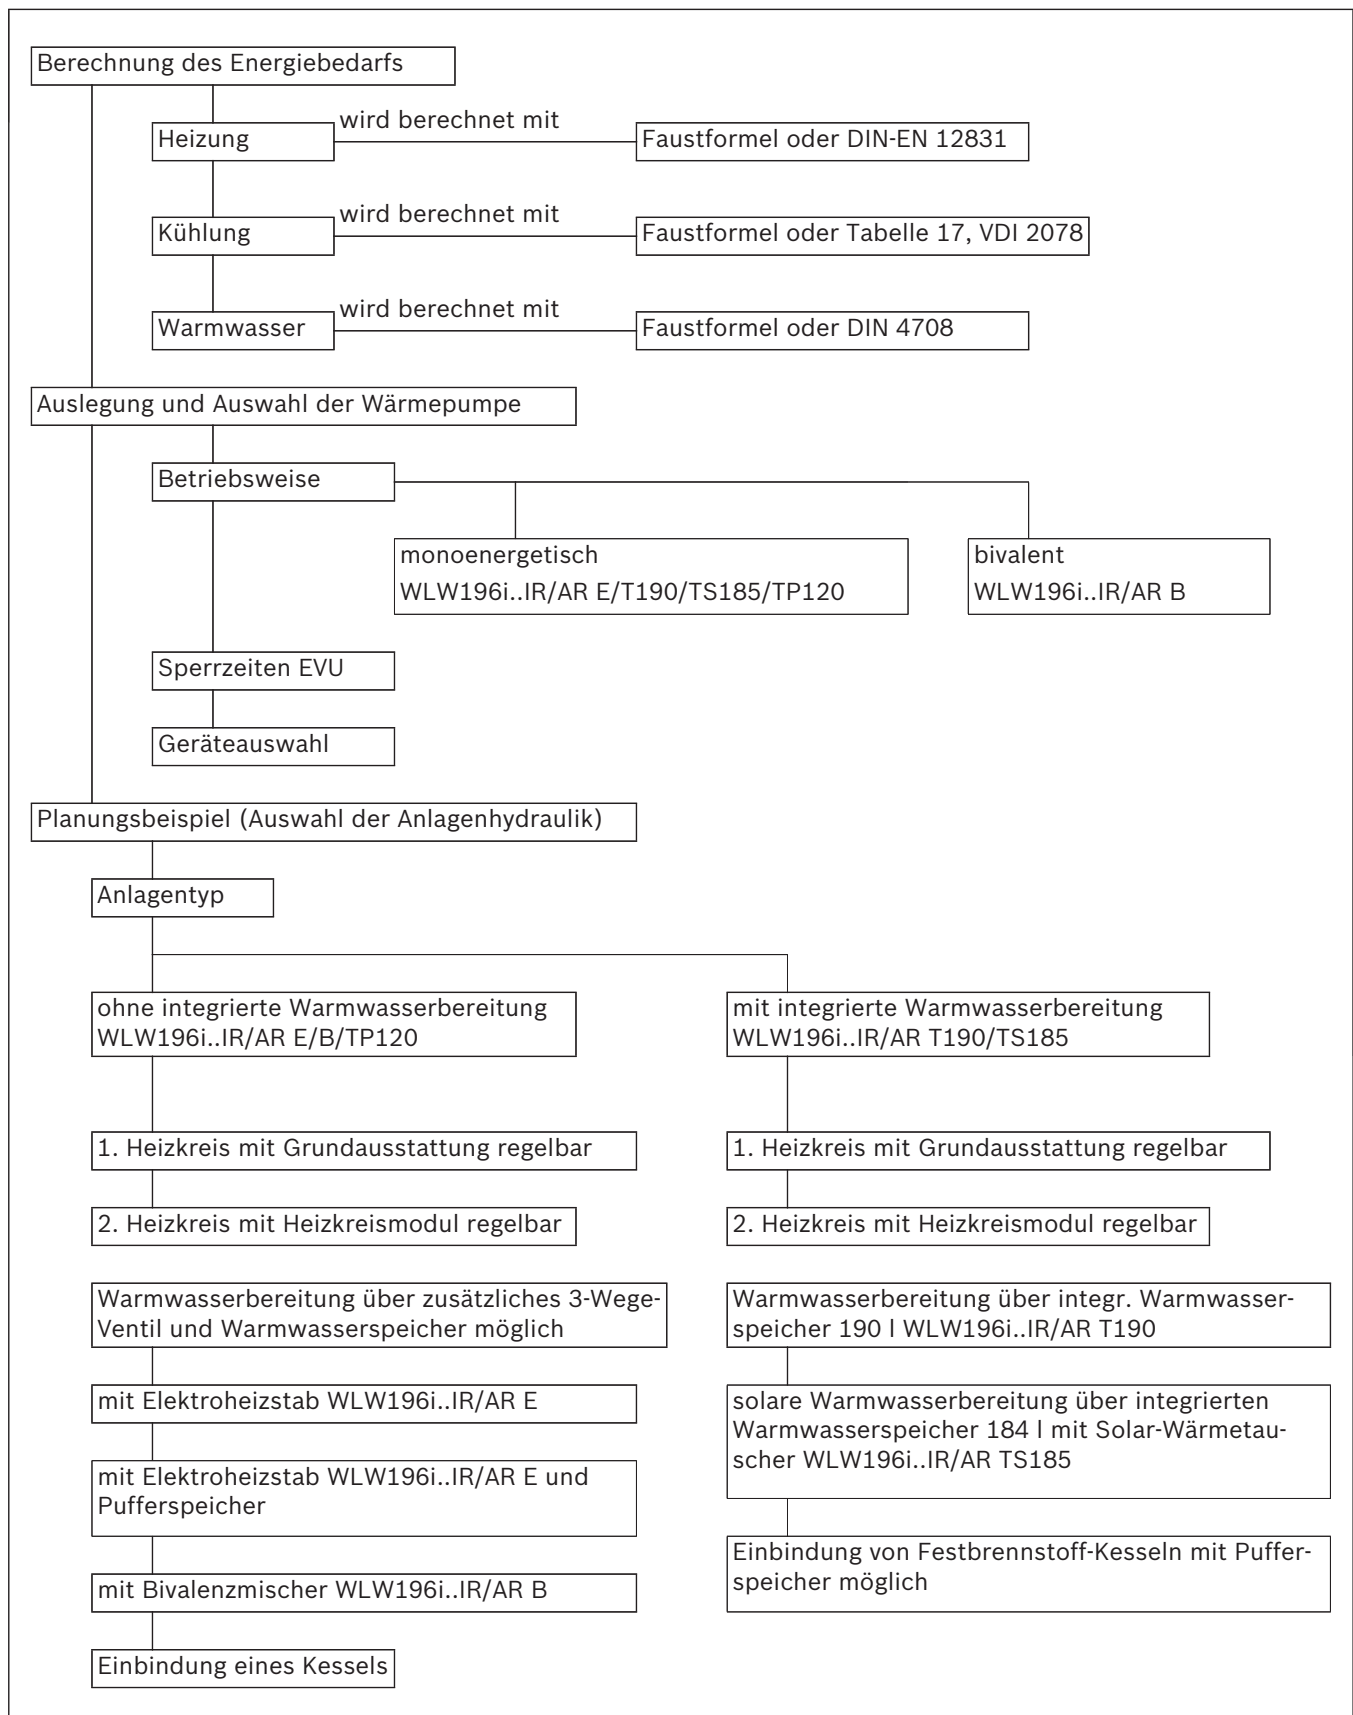 Berechnung des Energiebedarfs
Heizung
wird berechnet mit
Faustformel oder DIN-EN 12831
Kühlung
wird berechnet mit
Faustformel oder Tabelle 17, VDI 2078
Warmwasser
wird berechnet mit
Faustformel oder DIN 4708
Auslegung und Auswahl der Wärmepumpe
Betriebsweise
monoenergetisch
WLW196i..IR/AR E/T190/TS185/TP120
bivalent
WLW196i..IR/AR B
Sperrzeiten EVU
Geräteauswahl
Planungsbeispiel (Auswahl der Anlagenhydraulik)
Anlagentyp
ohne integrierte Warmwasserbereitung
WLW196i..IR/AR E/B/TP120
1. Heizkreis mit Grundausstattung regelbar
2. Heizkreis mit Heizkreismodul regelbar
Warmwasserbereitung über zusätzliches 3-Wege-
Ventil und Warmwasserspeicher möglich
mit Elektroheizstab WLW196i..IR/AR E
mit Elektroheizstab WLW196i..IR/AR E und
Pufferspeicher
mit Bivalenzmischer WLW196i..IR/AR B
Einbindung eines Kessels
mit integrierte Warmwasserbereitung
WLW196i..IR/AR T190/TS185
1. Heizkreis mit Grundausstattung regelbar
2. Heizkreis mit Heizkreismodul regelbar
Warmwasserbereitung über integr. Warmwasser-
speicher 190 l WLW196i..IR/AR T190
solare Warmwasserbereitung über integrierten
Warmwasserspeicher 184 l mit Solar-Wärmetau-
scher WLW196i..IR/AR TS185
Einbindung von Festbrennstoff-Kesseln mit Puffer-
speicher möglich